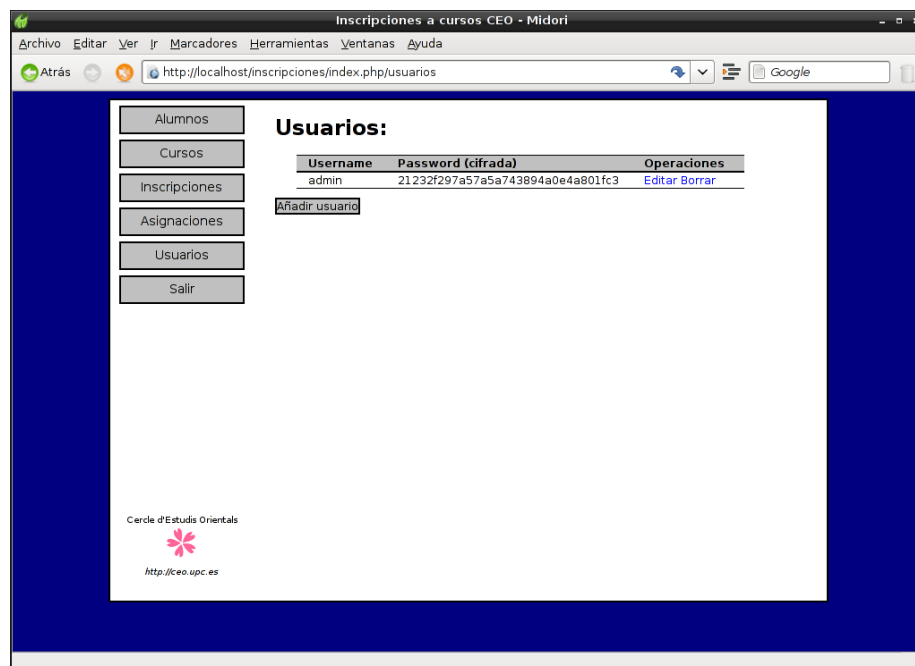 Inscripciones a cursos CEO - Midori
Archivo Editar Ver Ir Marcadores Herramientas Ventanas Ayuda
Atrás http://localhost/inscripciones/index.php/usuarios Google
Alumnos
Cursos
Inscripciones
Asignaciones
Usuarios
Salir
Usuarios:
Username Password (cifrada) Operaciones
admin 21232f297a57a5a743894a0e4a801fc3 Editar Borrar
Añadir usuario
Cercle d'Estudis Orientals
http://ceo.upc.es